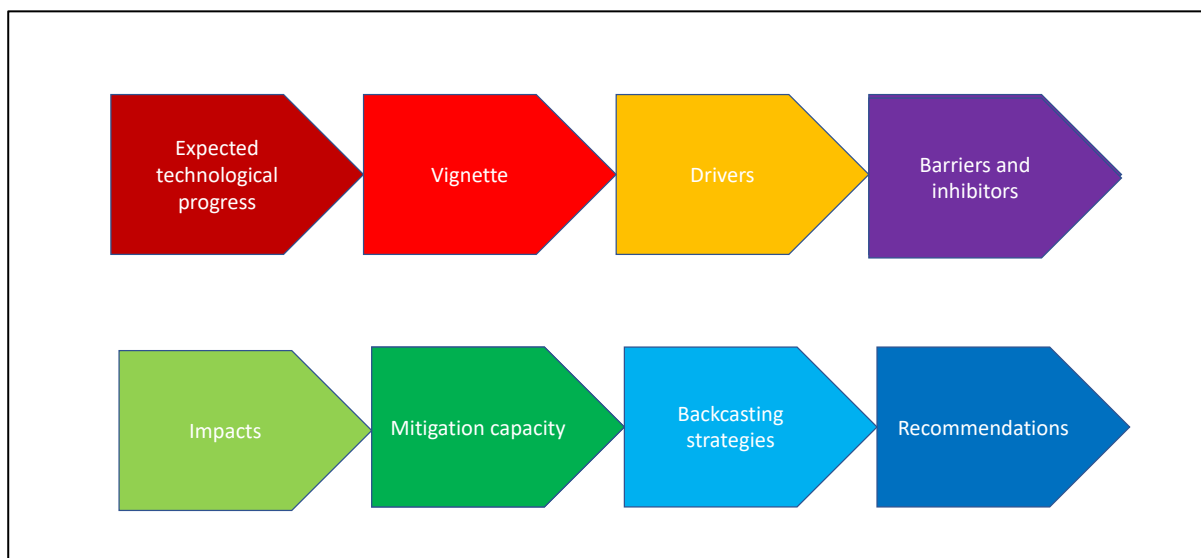 Expected
technological
progress
Vignette
Drivers
Barriers and
inhibitors
Impacts
Mitigation capacity
Backcasting
strategies
Recommendations